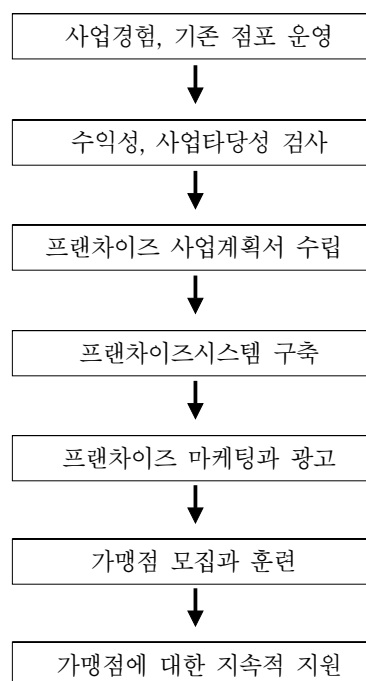 사업경험, 기존 점포 운영
수익성, 사업타당성 검사
프랜차이즈 사업계획서 수립
프랜차이즈시스템 구축
프랜차이즈 마케팅과 광고
가맹점 모집과 훈련
가맹점에 대한 지속적 지원